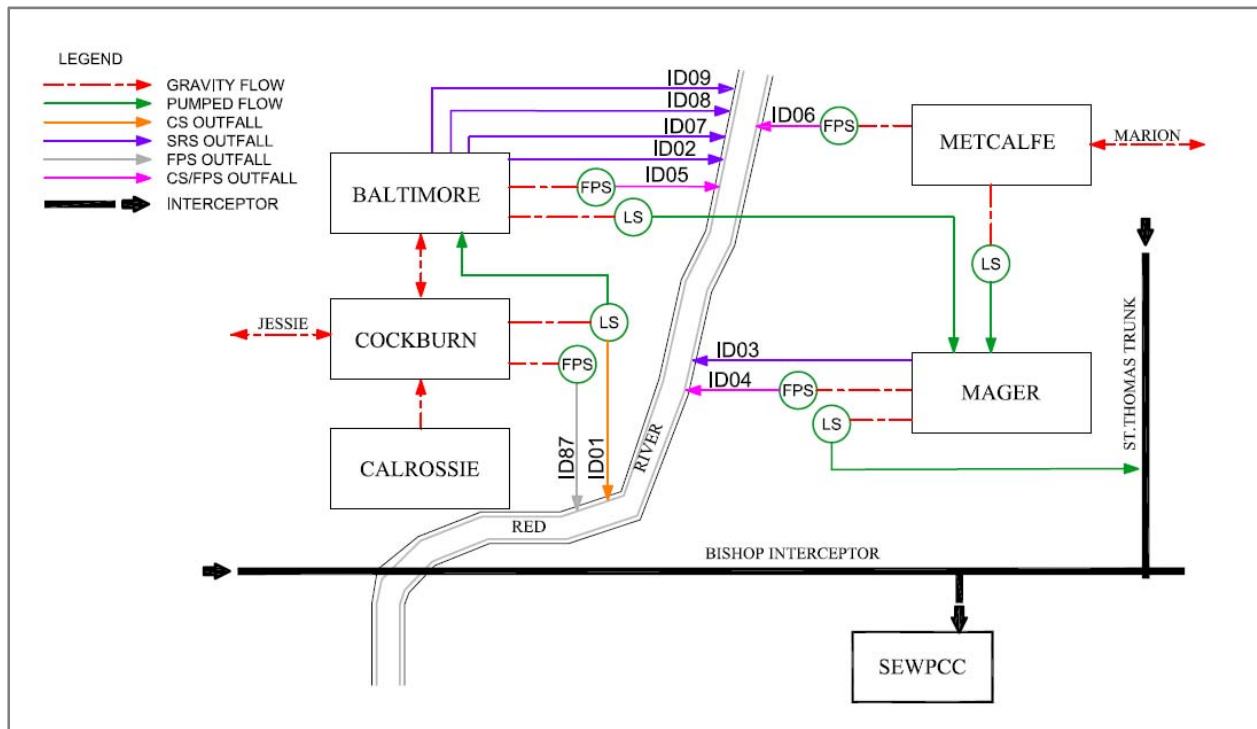 LEGEND
GRAVITY FLOW
PUMPED FLOW
CS OUTFALL
SRS OUTFALL
FPS OUTFALL
CS/FPS OUTFALL
INTERCEPTOR
ID09
ID08
ID07
ID02
ID05
FPS
LS
BALTIMORE
ID06
FPS
METCALFE
MARION
LS
JESSIE
COCKBURN
LS
FPS
CALROSSIE
ID87
ID01
RIVER
RED
ID03
ID04
FPS
LS
MAGER
ST.THOMAS TRUNK
BISHOP INTERCEPTOR
SEWPCC